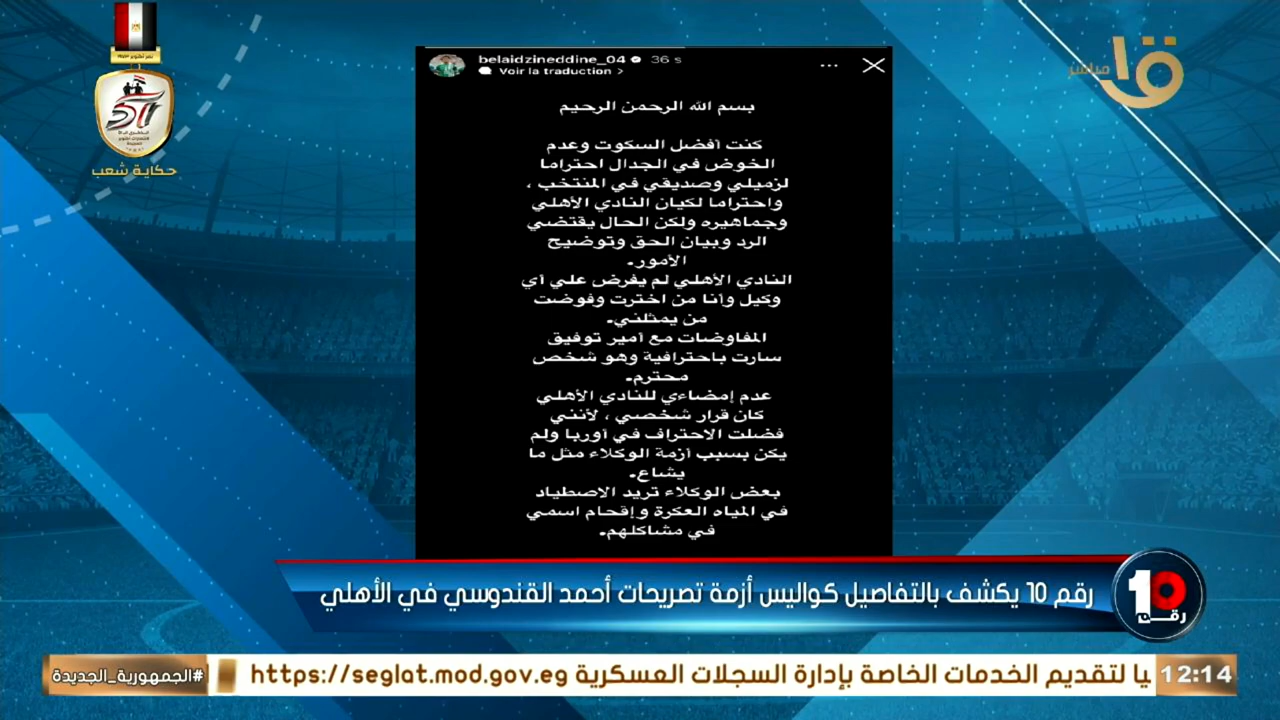 belaidzineddine_04 36 s
Voir la traduction >
بسم الله الرحمن الرحيم
كنت أفضل السكوت وعدم
الخوض في الجدال احتراما
لزميلي وصديقي في المنتخب ،
واحتراما لكيان النادي الأهلي
وجماهيره ولكن الحال يقتضي
الرد وبيان الحق وتوضيح
الأمور.
النادي الأهلي لم يفرض علي أي
وكيل وأنا من اخترت وفوضت
من يمثلني.
المفاوضات مع أمير توفيق
سارت باحترافية وهو شخص
محترم.
عدم إمضاءي للنادي الأهلي
كان قرار شخصي ، لأنني
فضلت الاحتراف في أوربا ولم
يكن بسبب أزمة الوكلاء مثل ما
يشاع.
بعض الوكلاء تريد الاصطياد
في المياه العكرة وإقحام اسمي
في مشاكلهم.
مباشر
حكاية شعب
رقم 10 يكشف بالتفاصيل كواليس أزمة تصريحات أحمد القندوسي في الأهلي
10
رقم
12:14
يا لتقديم الخدمات الخاصة بإدارة السجلات العسكرية https://seglat.mod.gov.eg
#الجمهورية_الجديدة